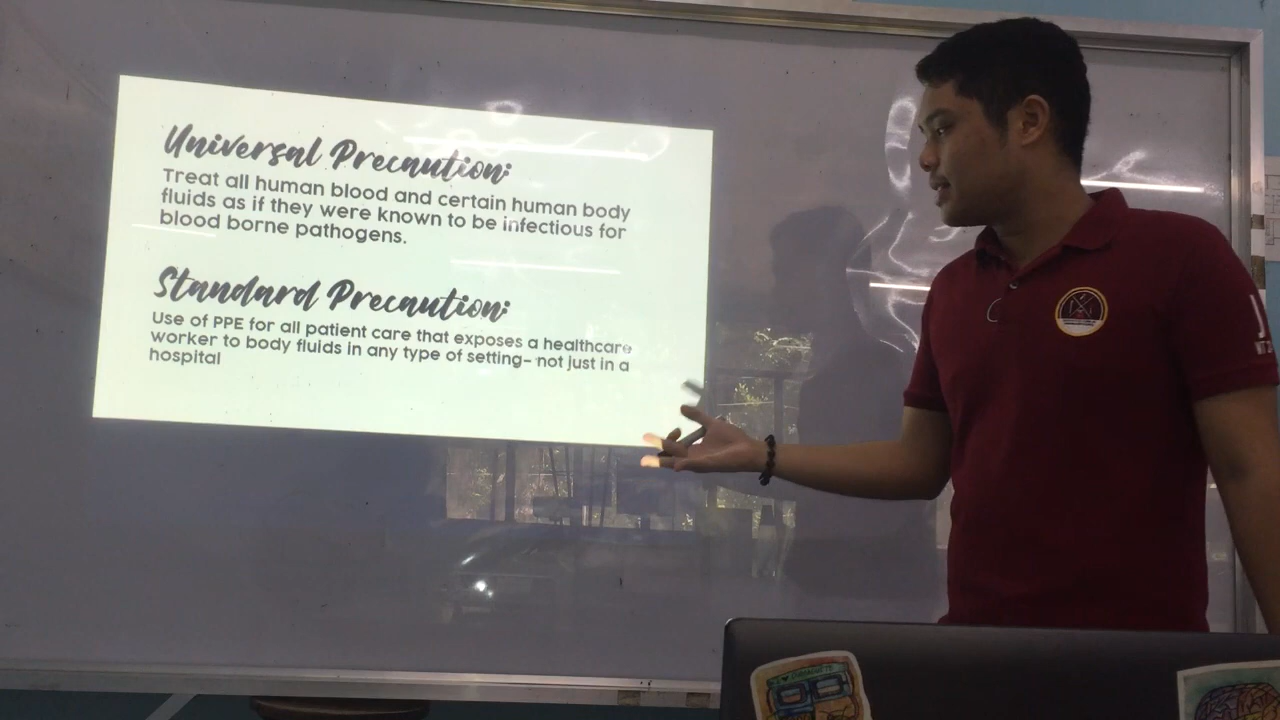 Universal Precaution:
Treat all human blood and certain human body
fluids as if they were known to be infectious for
blood borne pathogens.
Standard Precaution:
Use of PPE for all patient care that exposes a healthcare
worker to body fluids in any type of setting- not just in a
hospital